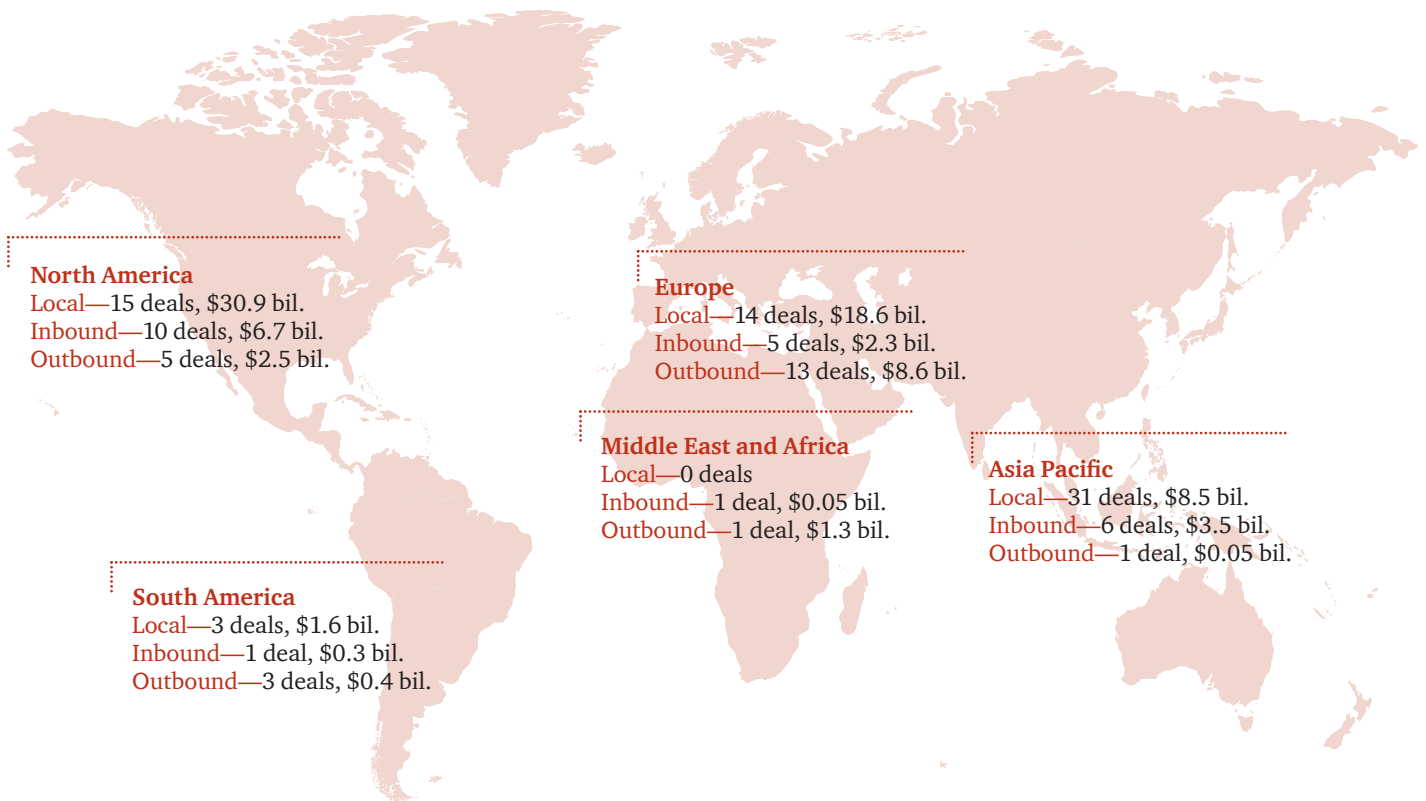 North America
Local—15 deals, $30.9 bil.
Inbound—10 deals, $6.7 bil.
Outbound—5 deals, $2.5 bil.
Europe
Local—14 deals, $18.6 bil.
Inbound—5 deals, $2.3 bil.
Outbound—13 deals, $8.6 bil.
Middle East and Africa
Local—0 deals
Inbound—1 deal, $0.05 bil.
Outbound—1 deal, $1.3 bil.
Asia Pacific
Local—31 deals, $8.5 bil.
Inbound—6 deals, $3.5 bil.
Outbound—1 deal, $0.05 bil.
South America
Local—3 deals, $1.6 bil.
Inbound—1 deal, $0.3 bil.
Outbound—3 deals, $0.4 bil.